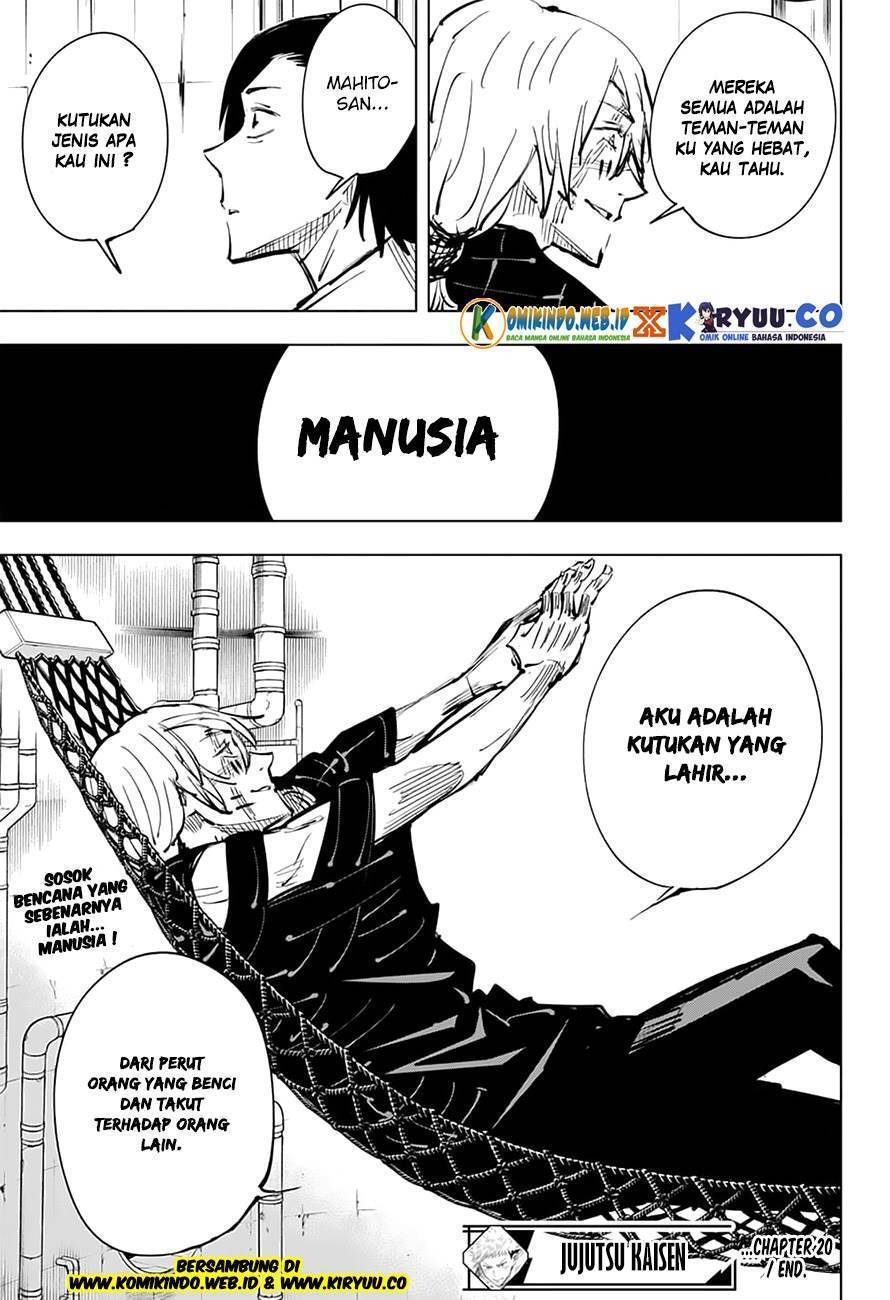 MEREKA
SEMUA ADALAH
TEMAN-TEMAN
KU YANG HEBAT,
KAU TAHU.
MAHITO-
SAN...
KUTUKAN
JENIS APA
KAU INI ?
KOMIKINDO.WEB.ID X KIRYUU.CO
BACA MANGA ONLINE BAHASA INDONESIA
OMIK ONLINE BAHASA INDONESIA
MANUSIA
AKU ADALAH
KUTUKAN YANG
LAHIR...
SOSOK
BENCANA YANG
SEBENARNYA
IALAH...
MANUSIA !
DARI PERUT
ORANG YANG BENCI
DAN TAKUT
TERHADAP ORANG
LAIN.
JUJUTSU KAISEN
...CHAPTER 20
/ END.
BERSAMBUNG DI
WWW.KOMIKINDO.WEB.ID & WWW.KIRYUU.CO